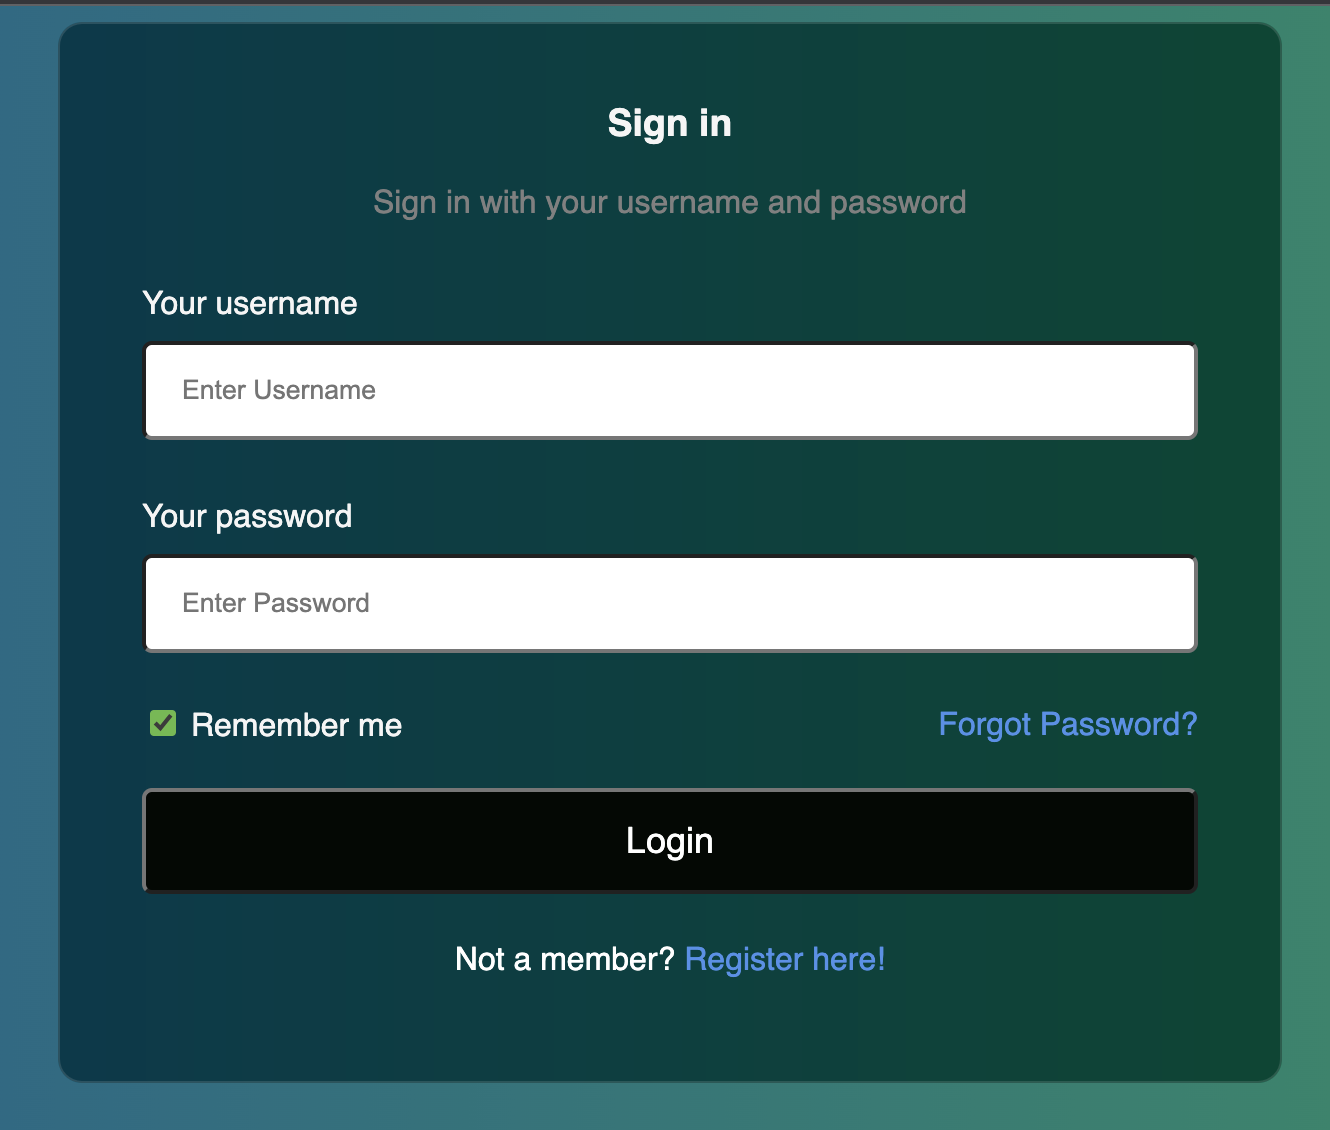 Sign in
Sign in with your username and password
Your username
Enter Username
Your password
Enter Password
Remember me
Forgot Password?
Login
Not a member? Register here!